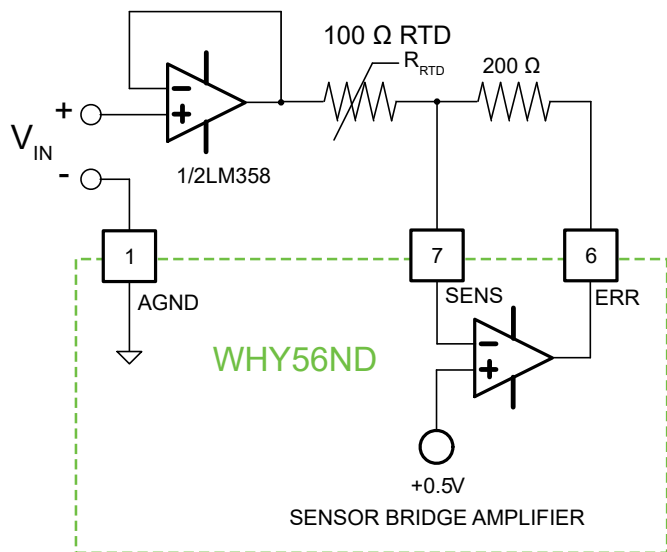 100 Ω RTD
R_RTD
200 Ω
−
+
+
V_IN
-
1/2LM358
1
7
6
AGND
SENS
ERR
WHY56ND
−
+
+0.5V
SENSOR BRIDGE AMPLIFIER